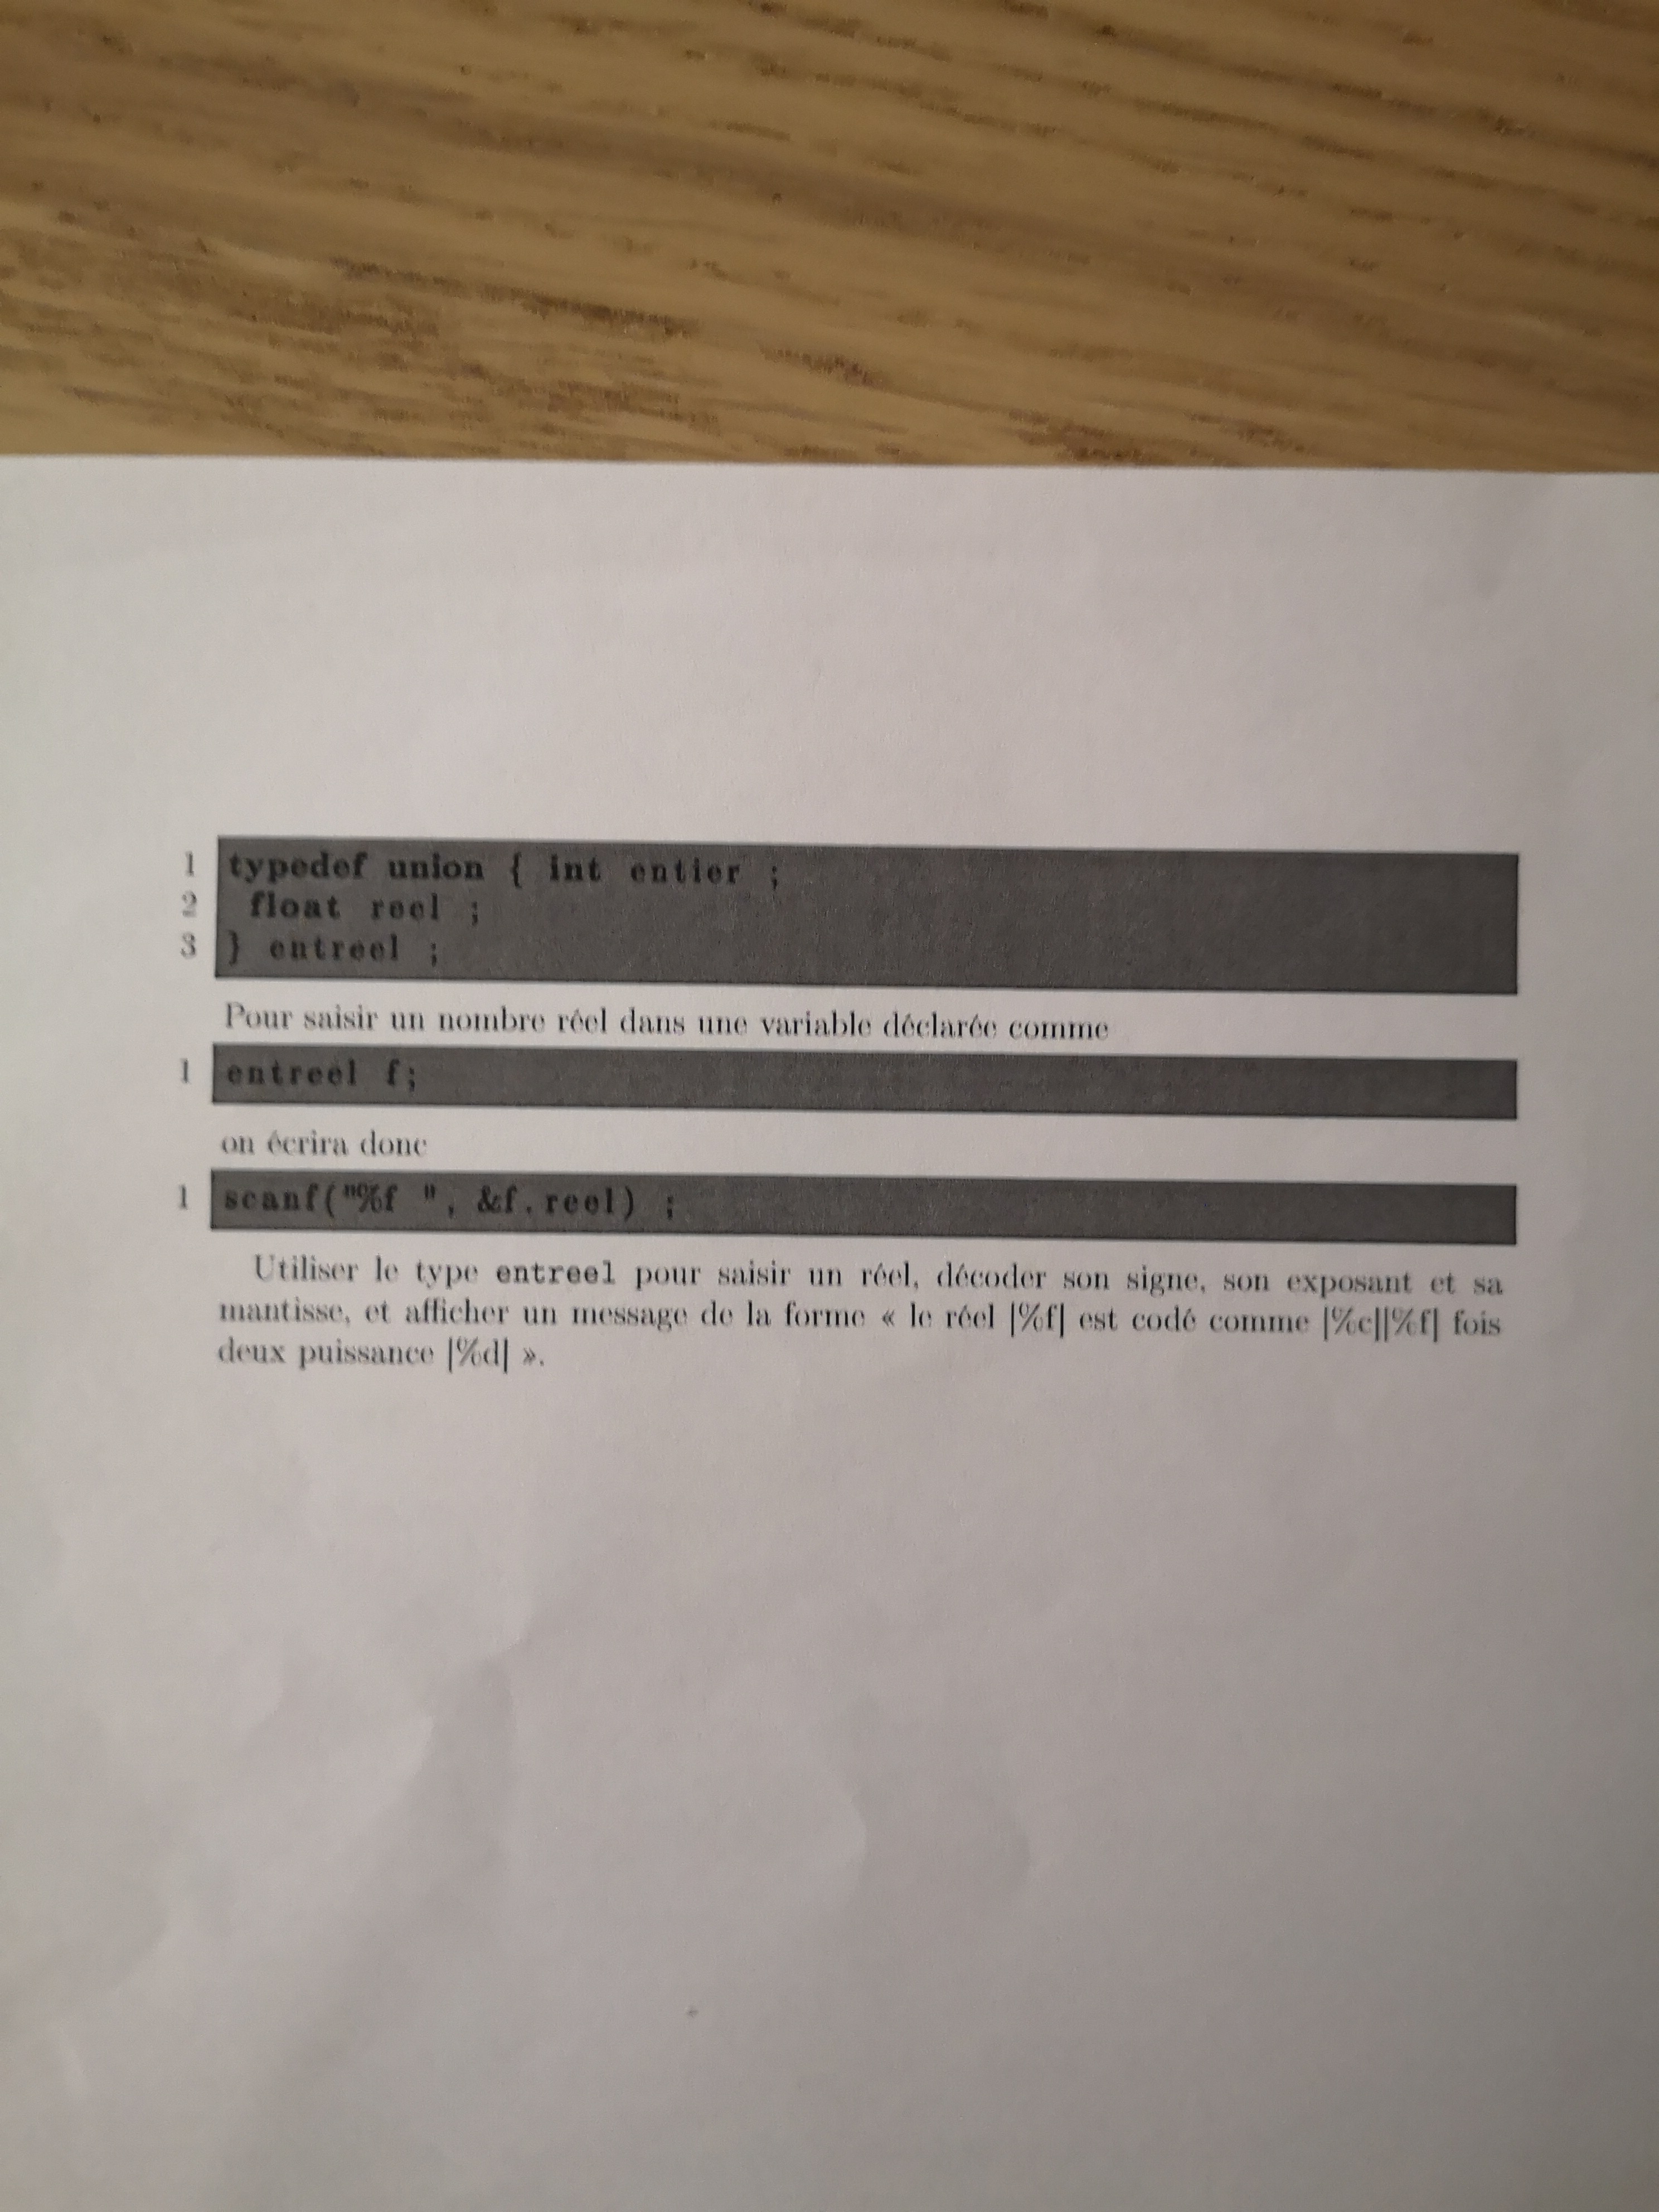 1 typedef union { int entier ;
2 float reel ;
3 } entreel ;
Pour saisir un nombre réel dans une variable déclarée comme
1 entreel f;
on écrira donc
1 scanf("%f ", &f.reel) ;
Utiliser le type entreel pour saisir un réel, décoder son signe, son exposant et sa
mantisse, et afficher un message de la forme « le réel |%f| est codé comme |%c||%f| fois
deux puissance |%d| ».